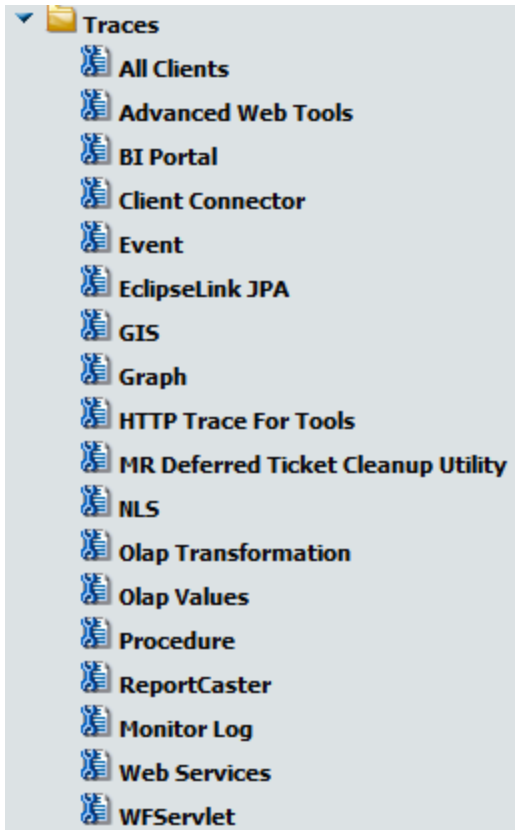 Traces
All Clients
Advanced Web Tools
BI Portal
Client Connector
Event
EclipseLink JPA
GIS
Graph
HTTP Trace For Tools
MR Deferred Ticket Cleanup Utility
NLS
Olap Transformation
Olap Values
Procedure
ReportCaster
Monitor Log
Web Services
WFServlet